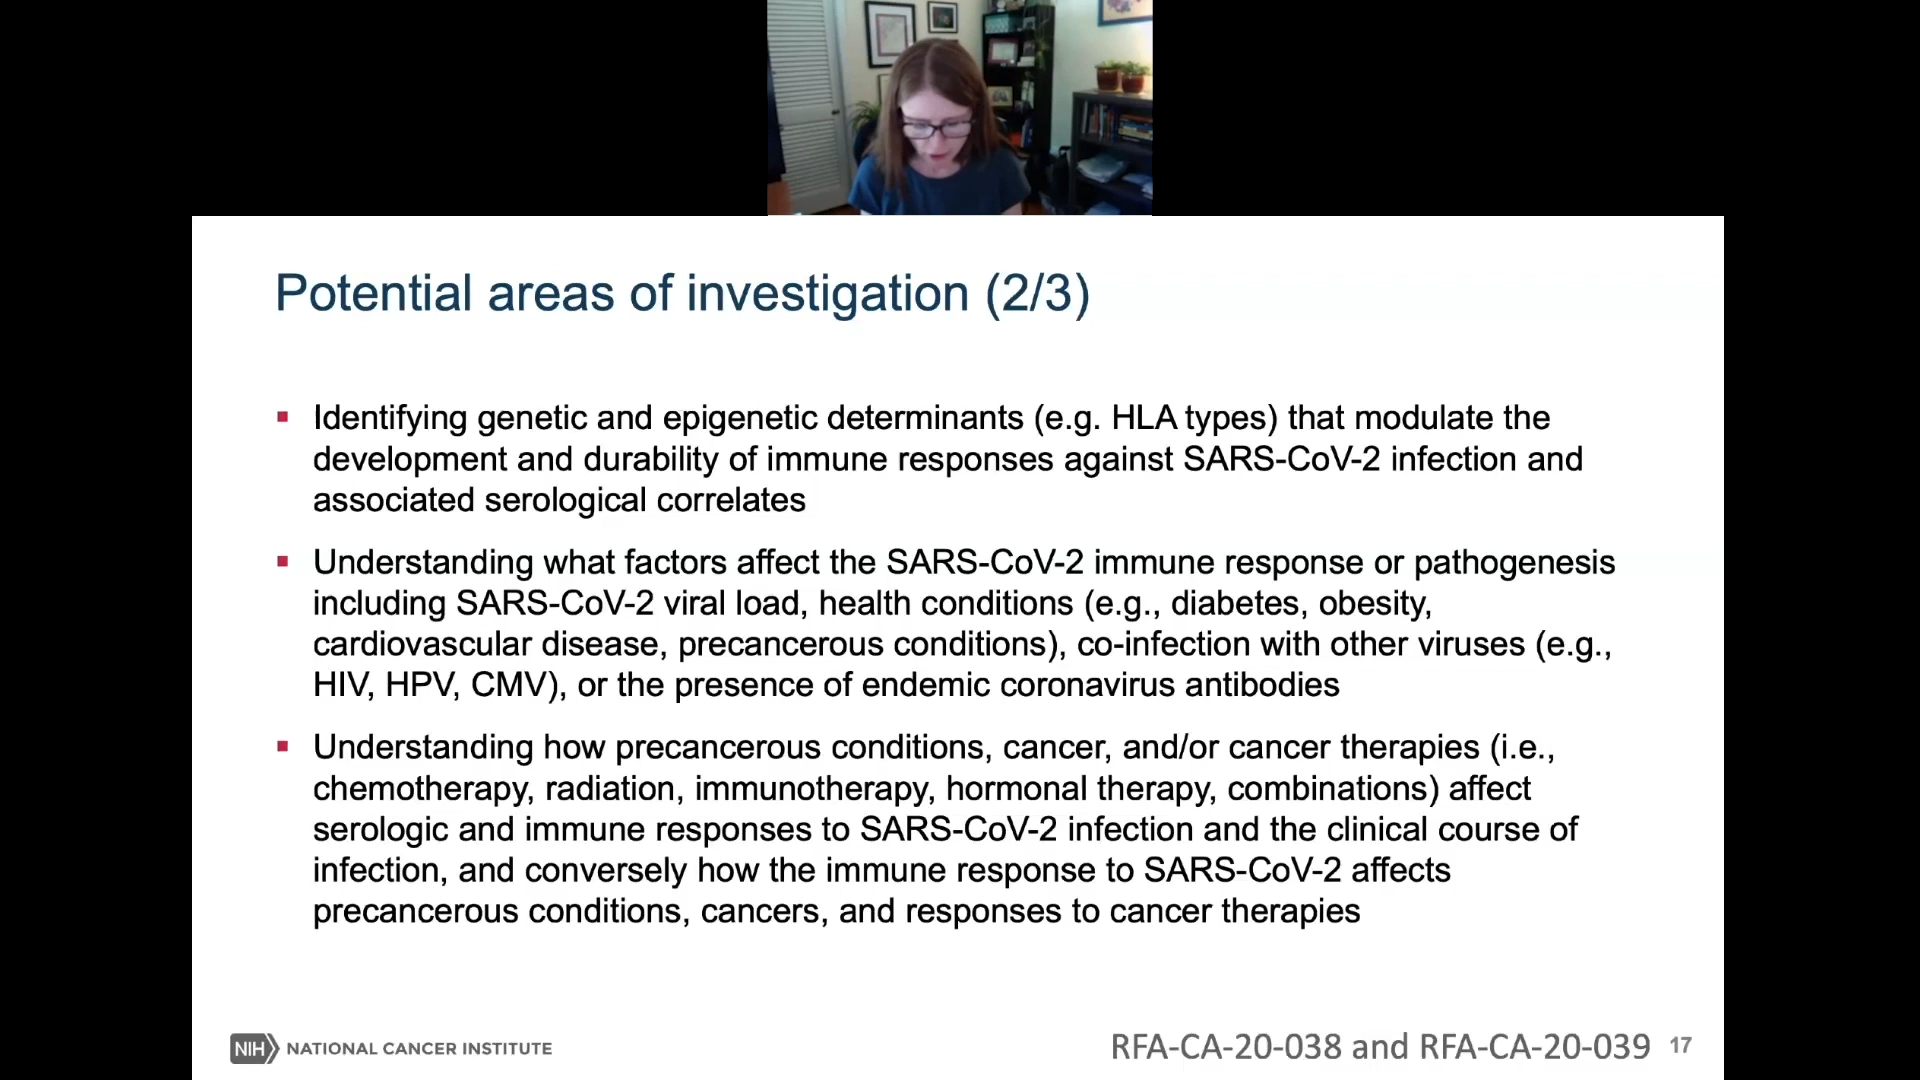 Potential areas of investigation (2/3)
Identifying genetic and epigenetic determinants (e.g. HLA types) that modulate the
development and durability of immune responses against SARS-CoV-2 infection and
associated serological correlates
Understanding what factors affect the SARS-CoV-2 immune response or pathogenesis
including SARS-CoV-2 viral load, health conditions (e.g., diabetes, obesity,
cardiovascular disease, precancerous conditions), co-infection with other viruses (e.g.,
HIV, HPV, CMV), or the presence of endemic coronavirus antibodies
Understanding how precancerous conditions, cancer, and/or cancer therapies (i.e.,
chemotherapy, radiation, immunotherapy, hormonal therapy, combinations) affect
serologic and immune responses to SARS-CoV-2 infection and the clinical course of
infection, and conversely how the immune response to SARS-CoV-2 affects
precancerous conditions, cancers, and responses to cancer therapies
NIH NATIONAL CANCER INSTITUTE
RFA-CA-20-038 and RFA-CA-20-039 17